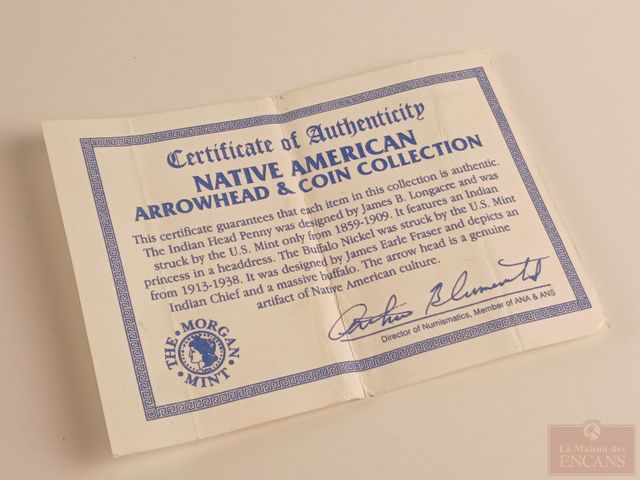 Certificate of Authenticity
NATIVE AMERICAN
ARROWHEAD & COIN COLLECTION
This certificate guarantees that each item in this collection is authentic.
The Indian Head Penny was designed by James B. Longacre and was
struck by the U.S. Mint only from 1859-1909. It features an Indian
princess in a headdress. The Buffalo Nickel was struck by the U.S. Mint
from 1913-1938. It was designed by James Earle Fraser and depicts an
Indian Chief and a massive buffalo. The arrow head is a genuine
artifact of Native American culture.
Director of Numismatics, Member of ANA & ANS
THE MORGAN
MINT
La Maison des
ENCANS